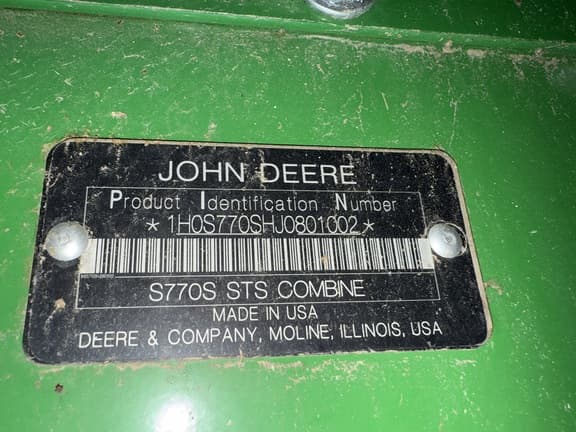 JOHN DEERE
Product Identification Number
*1H0S770SHJ0801002*
S770S STS COMBINE
MADE IN USA
DEERE & COMPANY, MOLINE, ILLINOIS, USA